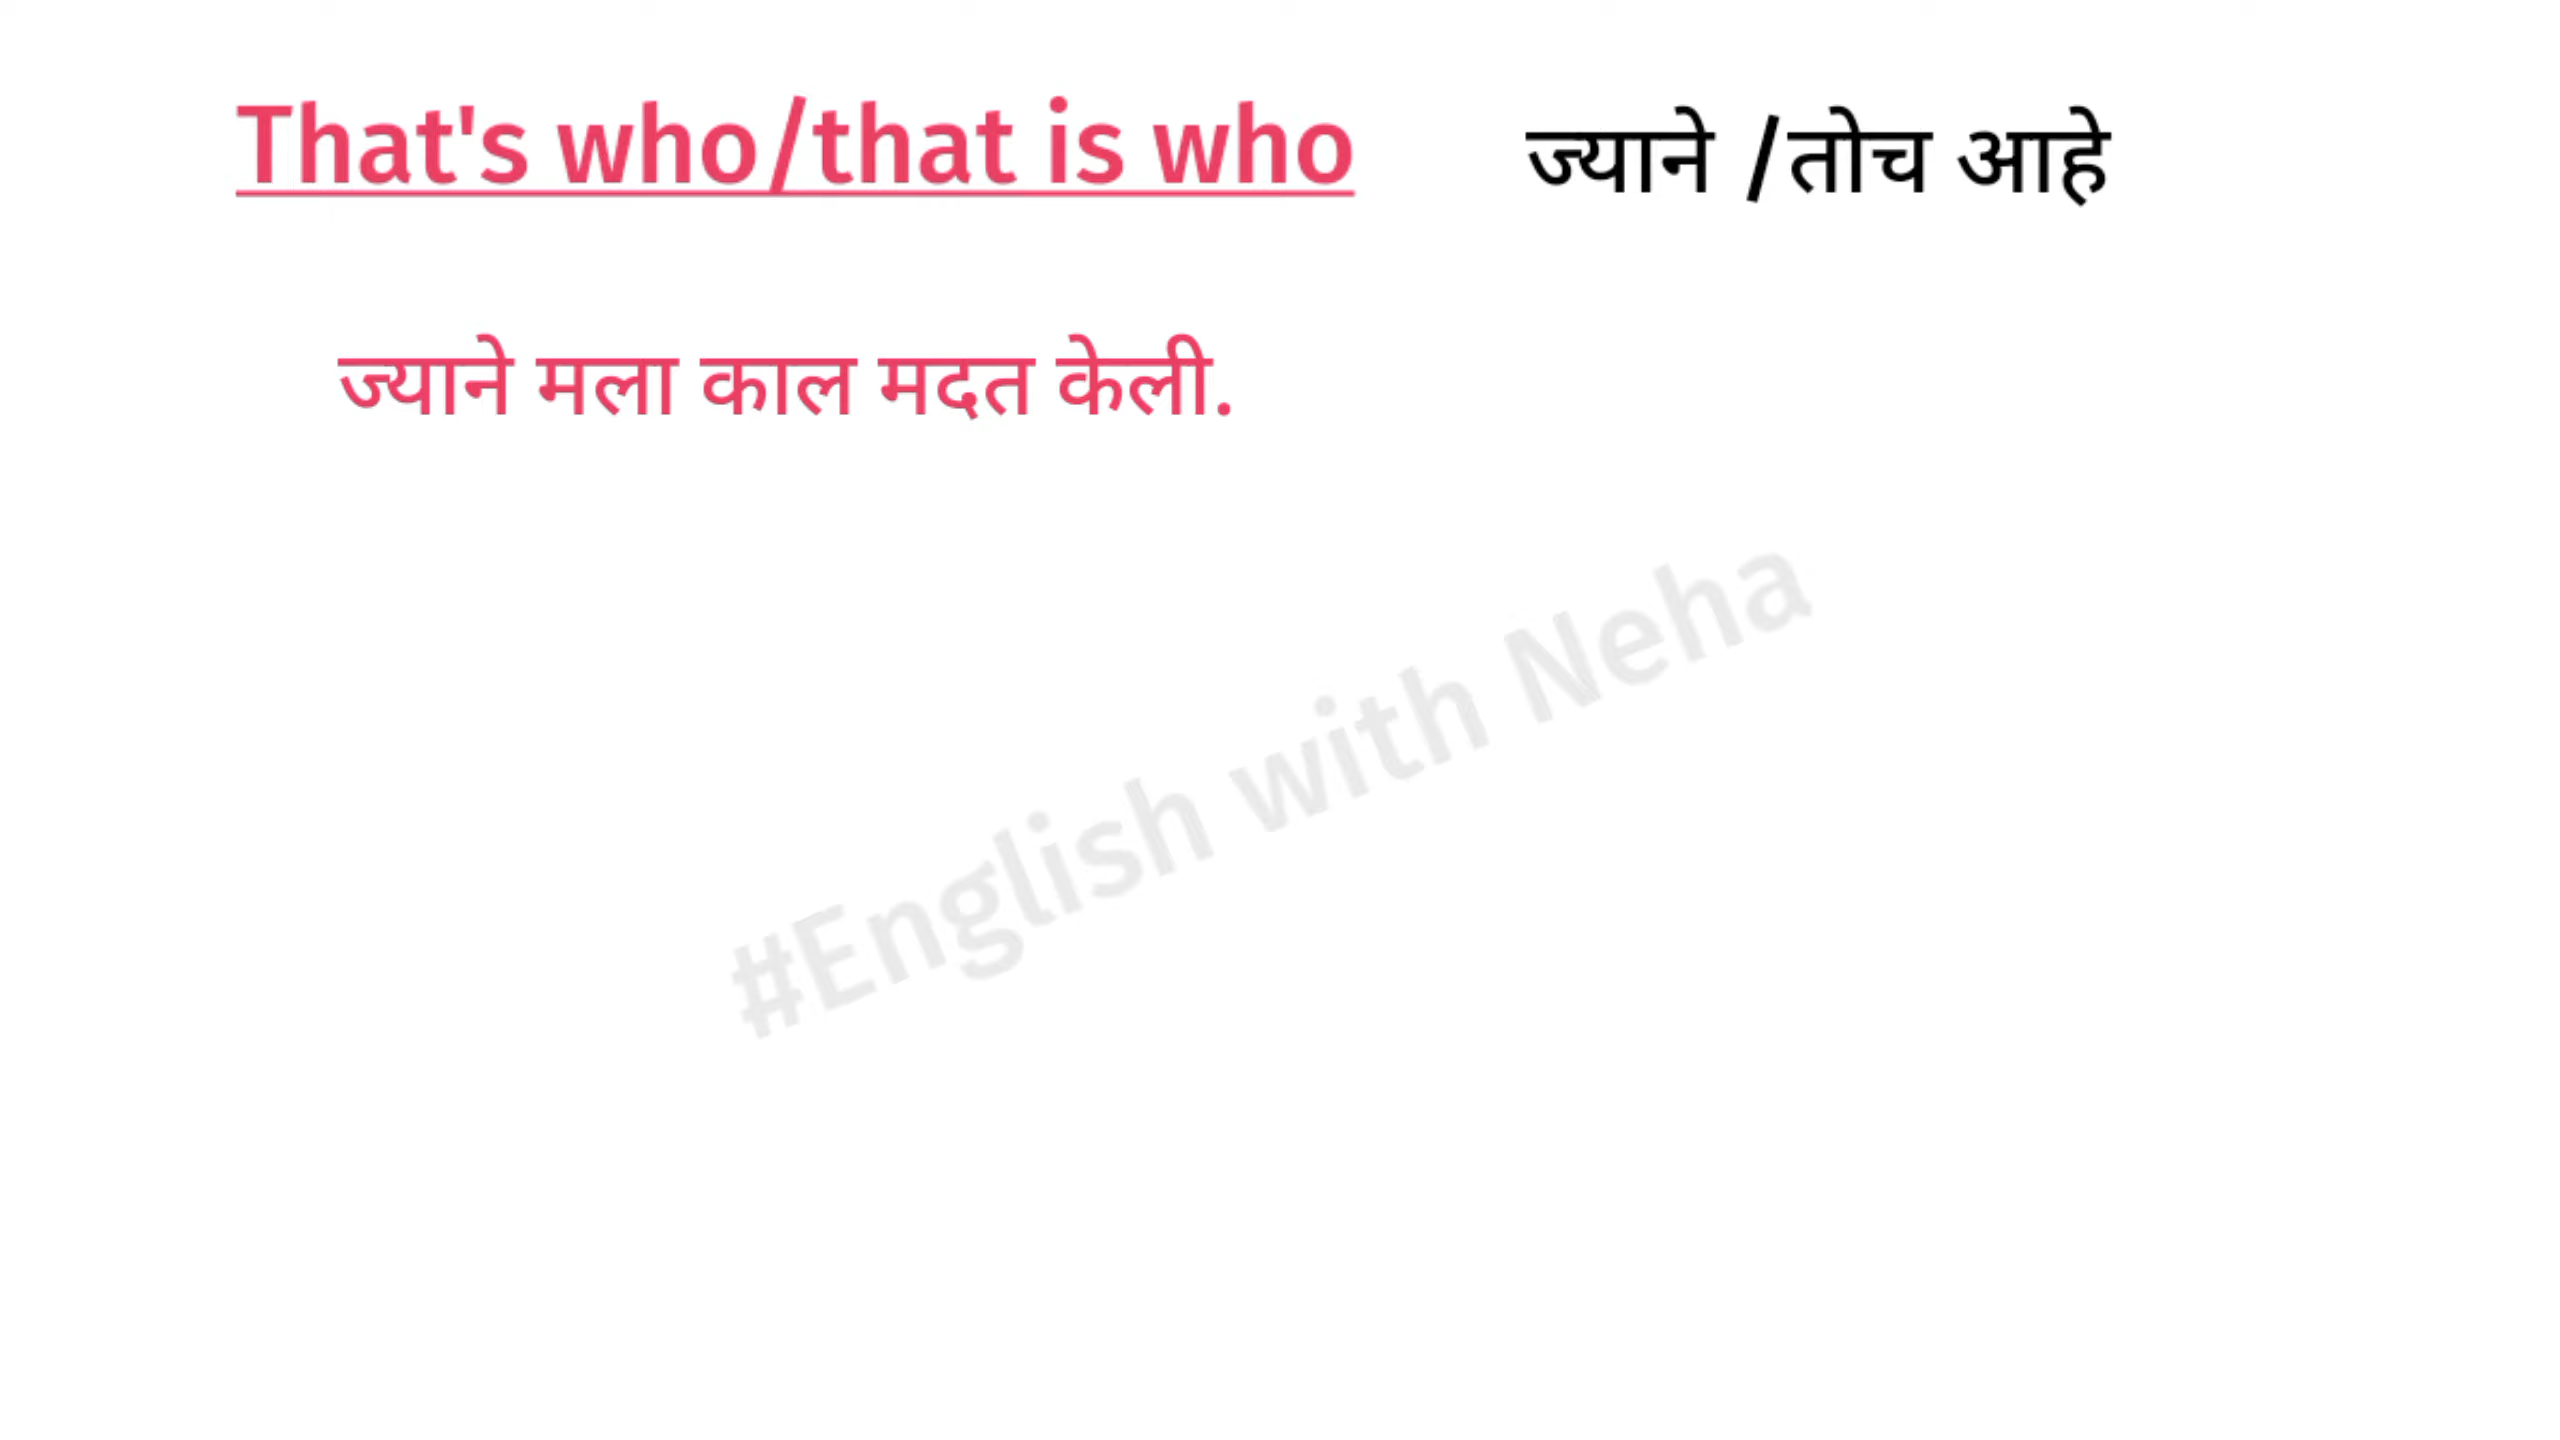 That's who/that is who ज्याने /तोच आहे
ज्याने मला काल मदत केली.
#English with Neha